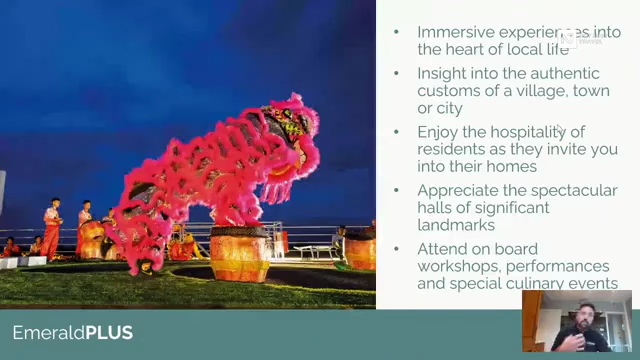 Immersive experiences into
the heart of local life
Insight into the authentic
customs of a village, town
or city
Enjoy the hospitality of
residents as they invite you
into their homes
Appreciate the spectacular
halls of significant
landmarks
Attend on board
workshops, performances
and special culinary events
EmeraldPLUS